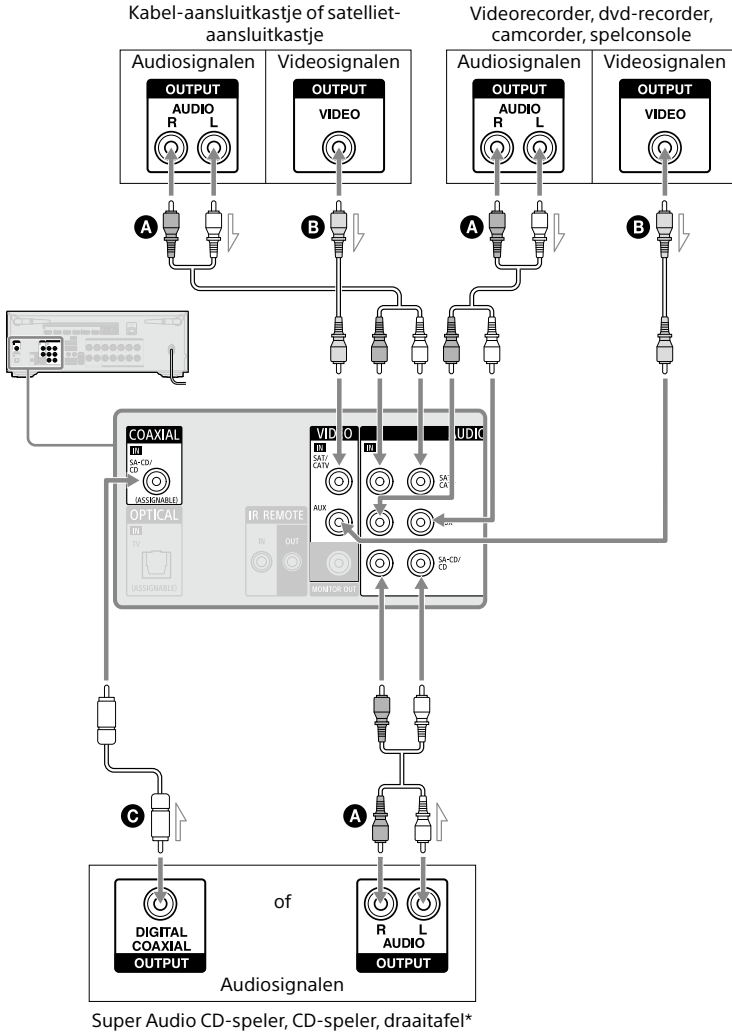 Kabel-aansluitkastje of satelliet-
aansluitkastje
Videorecorder, dvd-recorder,
camcorder, spelconsole
Audiosignalen
Videosignalen
Audiosignalen
Videosignalen
OUTPUT
AUDIO
R L
OUTPUT
VIDEO
OUTPUT
AUDIO
R L
OUTPUT
VIDEO
A
B
A
B
COAXIAL
IN
SA-CD/
CD
(ASSIGNABLE)
OPTICAL
IN
TV
(ASSIGNABLE)
IR REMOTE
IN OUT
VIDEO
IN
SAT/
CATV
AUX
MONITOR OUT
AUDIO
IN
SA-CD/
CD
C
A
DIGITAL
COAXIAL
OUTPUT
of
R L
AUDIO
OUTPUT
Audiosignalen
Super Audio CD-speler, CD-speler, draaitafel*